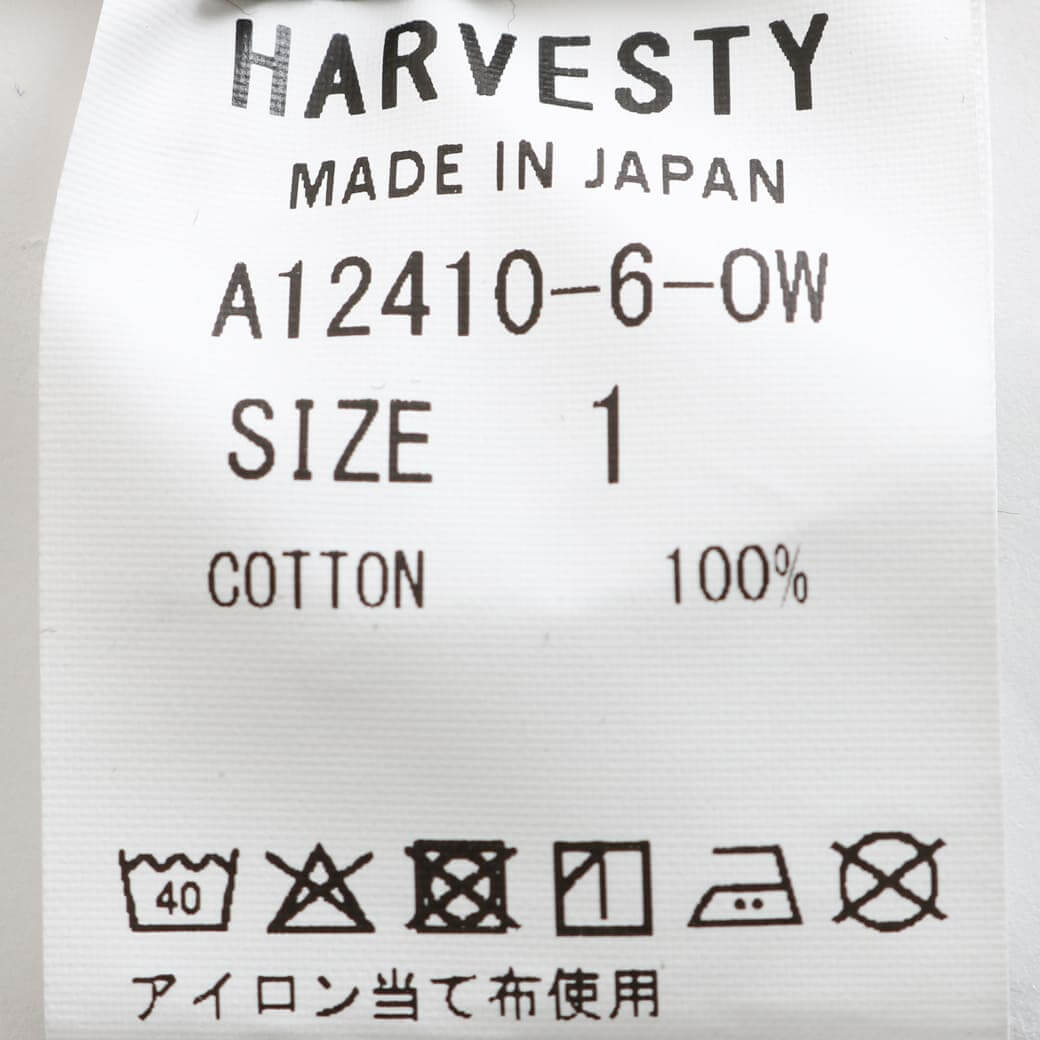 HARVESTY
MADE IN JAPAN
A12410-6-OW
SIZE 1
COTTON 100%
40
アイロン当て布使用